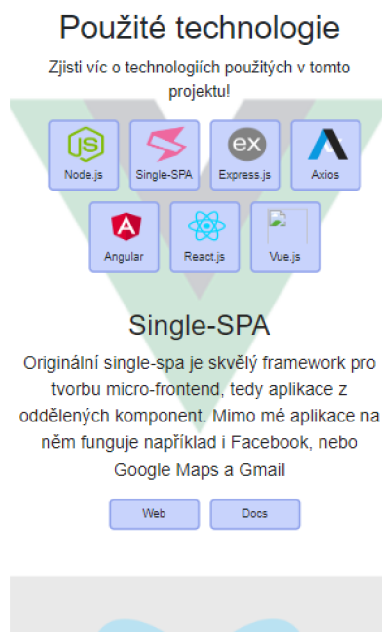 Použité technologie
Zjisti víc o technologiích použitých v tomto
projektu!
JS
ex
Node.js
Single-SPA
Express.js
Axios
A
Angular
React.js
Vue.js
Single-SPA
Originální single-spa je skvělý framework pro
tvorbu micro-frontend, tedy aplikace z
oddělených komponent. Mimo mé aplikace na
něm funguje například i Facebook, nebo
Google Maps a Gmail
Web
Docs